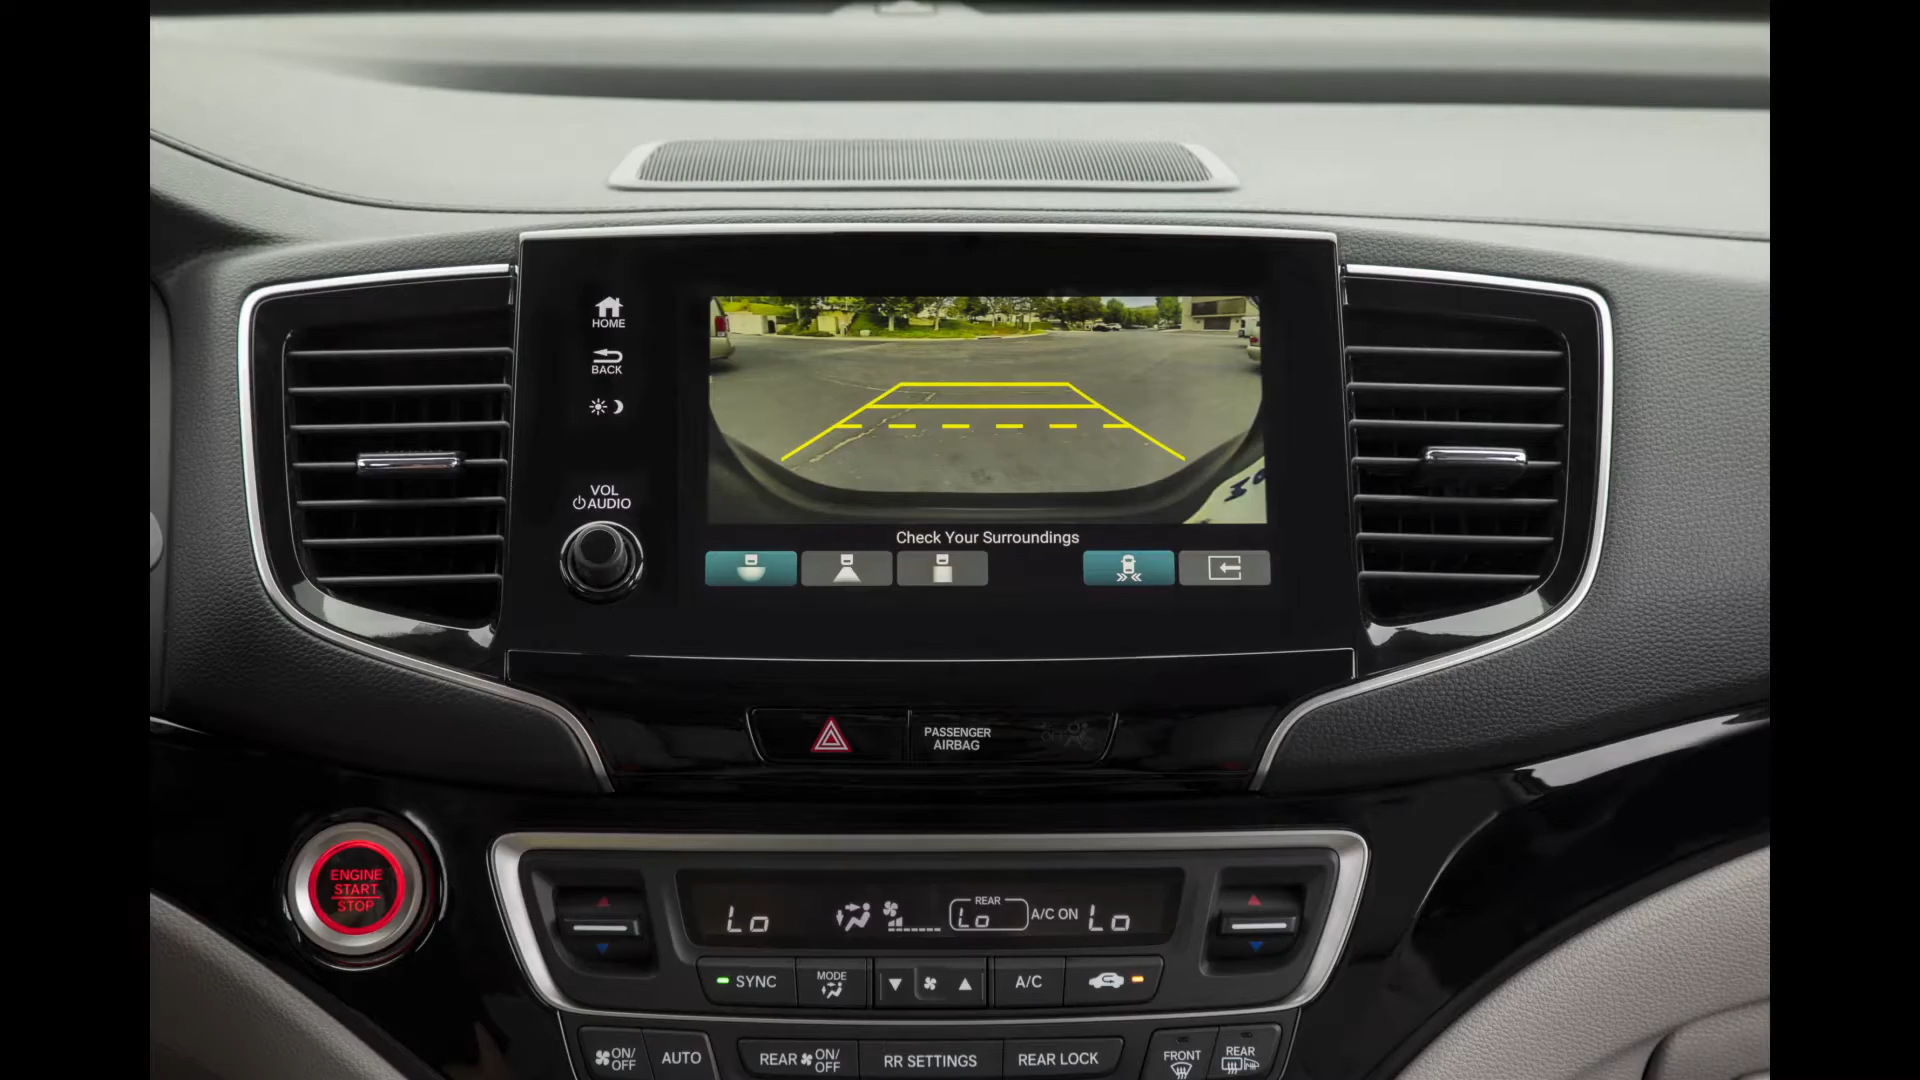 HOME
BACK
VOL
AUDIO
Check Your Surroundings
PASSENGER
AIRBAG
OFF
ENGINE
START
STOP
Lo
REAR
Lo
A/C ON
Lo
SYNC
MODE
A/C
ON/
OFF
AUTO
REAR ON/
OFF
RR SETTINGS
REAR LOCK
FRONT
REAR